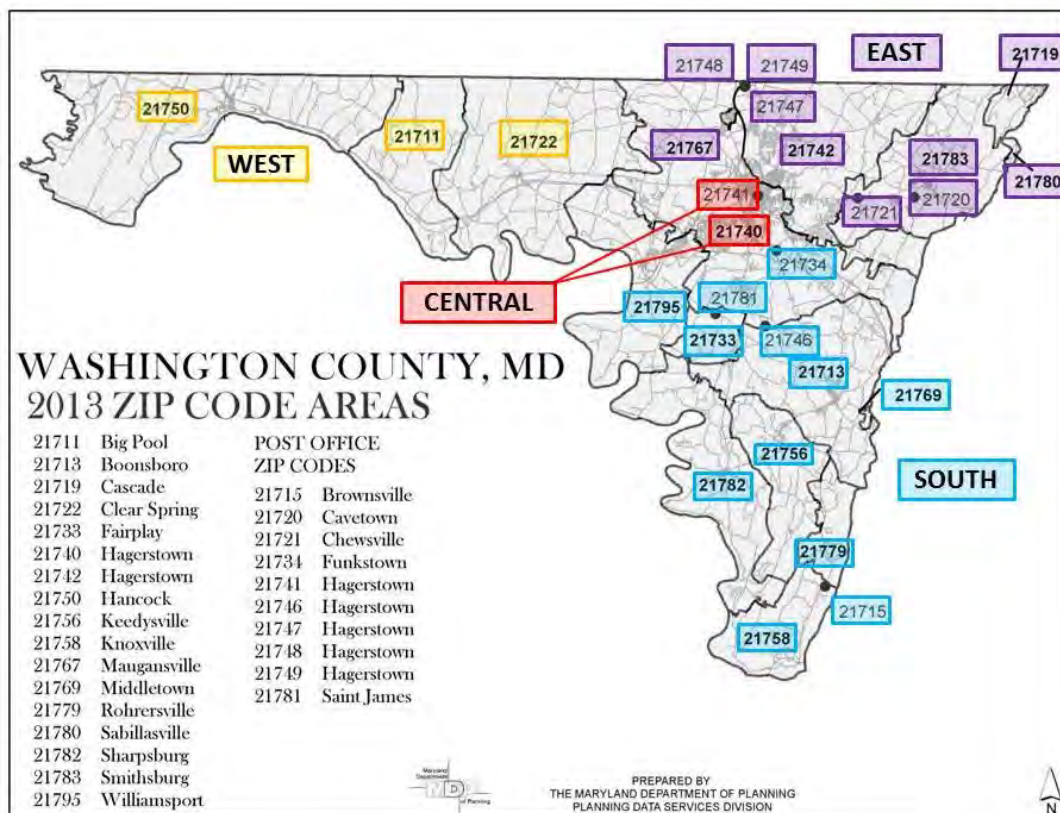 EAST
21719
21748
21749
21747
21750
21711
21722
21767
21742
21783
21780
WEST
21741
21721
21720
21740
21734
CENTRAL
21795
21781
21733
21746
21713
21769
WASHINGTON COUNTY, MD
2013 ZIP CODE AREAS
21711 Big Pool
21713 Boonsboro
21719 Cascade
21722 Clear Spring
21733 Fairplay
21740 Hagerstown
21742 Hagerstown
21750 Hancock
21756 Keedysville
21758 Knoxville
21767 Maugansville
21769 Middletown
21779 Rohrersville
21780 Sabillasville
21782 Sharpsburg
21783 Smithsburg
21795 Williamsport
POST OFFICE
ZIP CODES
21715 Brownsville
21720 Cavetown
21721 Chewsville
21734 Funkstown
21741 Hagerstown
21746 Hagerstown
21747 Hagerstown
21748 Hagerstown
21749 Hagerstown
21781 Saint James
21756
21782
SOUTH
21779
21715
21758
Maryland
Department
MDP
of Planning
PREPARED BY
THE MARYLAND DEPARTMENT OF PLANNING
PLANNING DATA SERVICES DIVISION
N